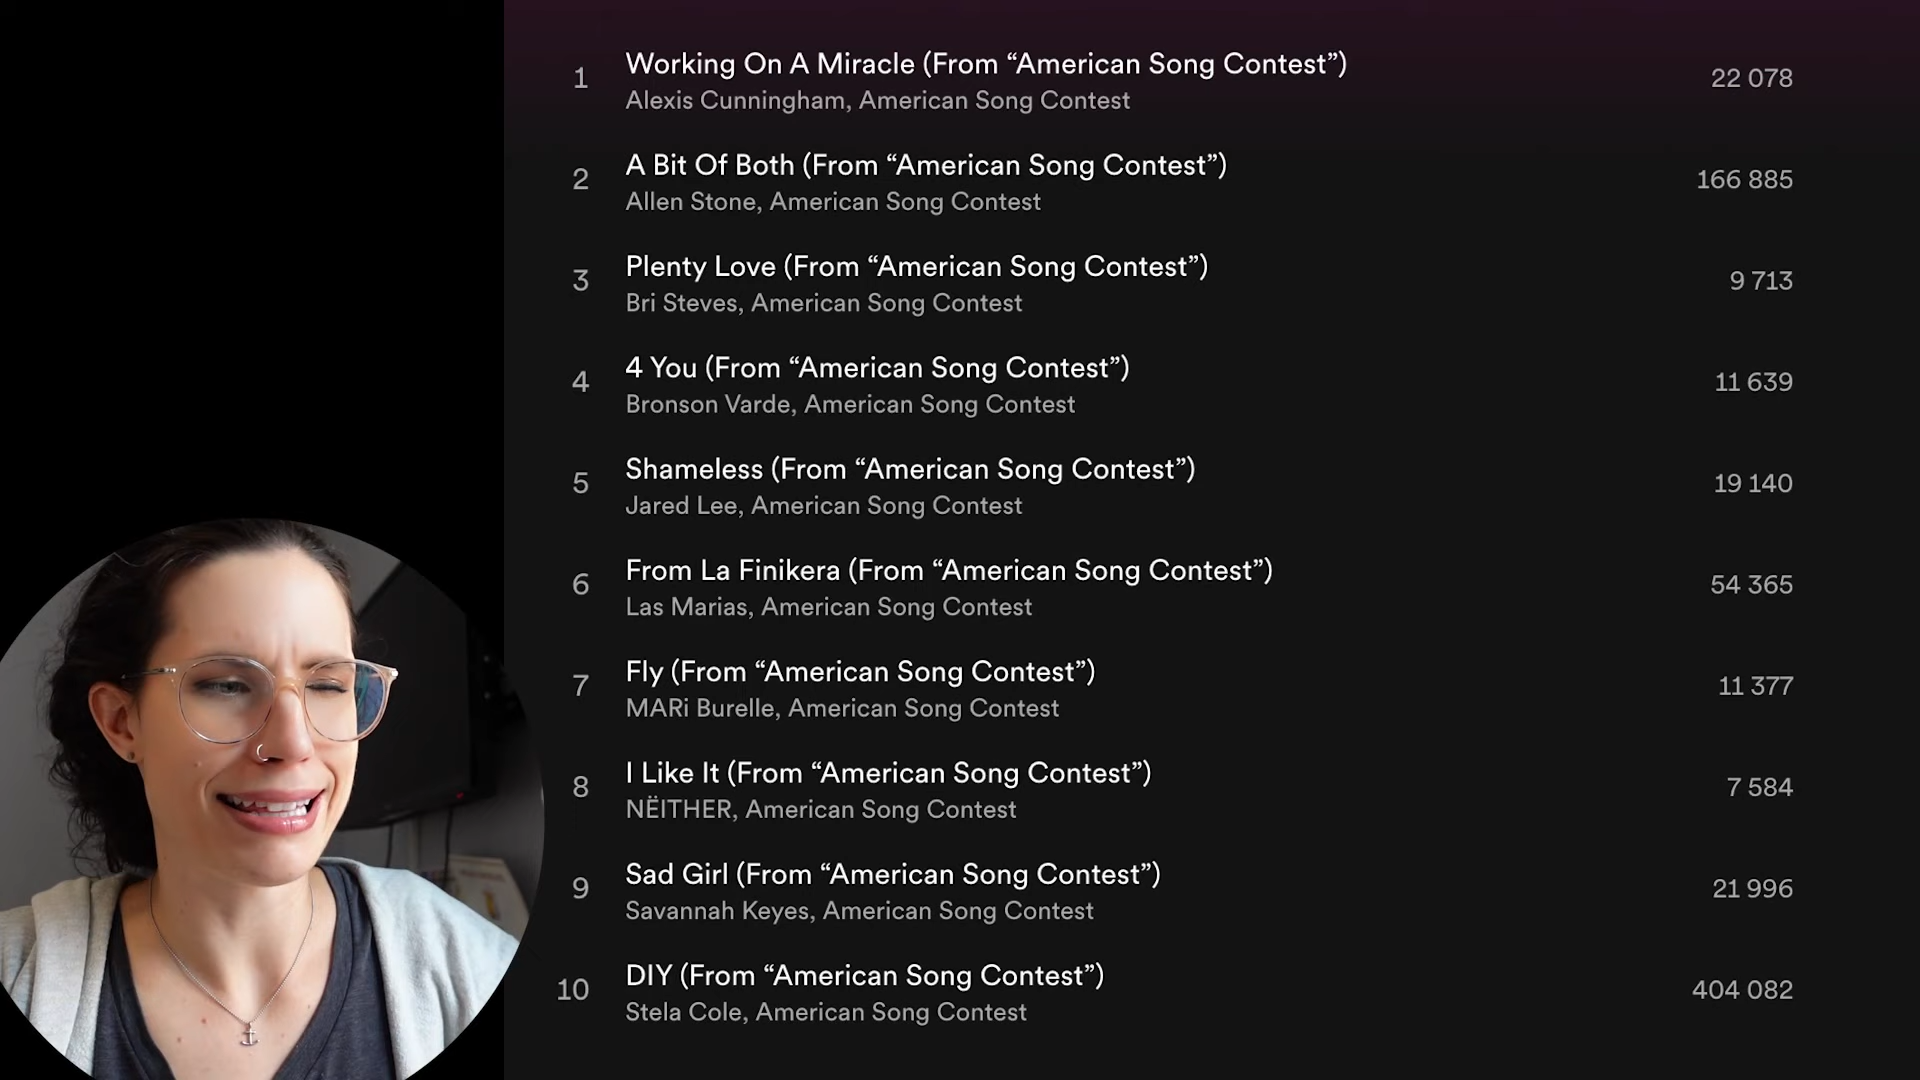 1
Working On A Miracle (From “American Song Contest”)
Alexis Cunningham, American Song Contest
22 078
2
A Bit Of Both (From “American Song Contest”)
Allen Stone, American Song Contest
166 885
3
Plenty Love (From “American Song Contest”)
Bri Steves, American Song Contest
9 713
4
4 You (From “American Song Contest”)
Bronson Varde, American Song Contest
11 639
5
Shameless (From “American Song Contest”)
Jared Lee, American Song Contest
19 140
6
From La Finikera (From “American Song Contest”)
Las Marias, American Song Contest
54 365
7
Fly (From “American Song Contest”)
MARi Burelle, American Song Contest
11 377
8
I Like It (From “American Song Contest”)
NËITHER, American Song Contest
7 584
9
Sad Girl (From “American Song Contest”)
Savannah Keyes, American Song Contest
21 996
10
DIY (From “American Song Contest”)
Stela Cole, American Song Contest
404 082